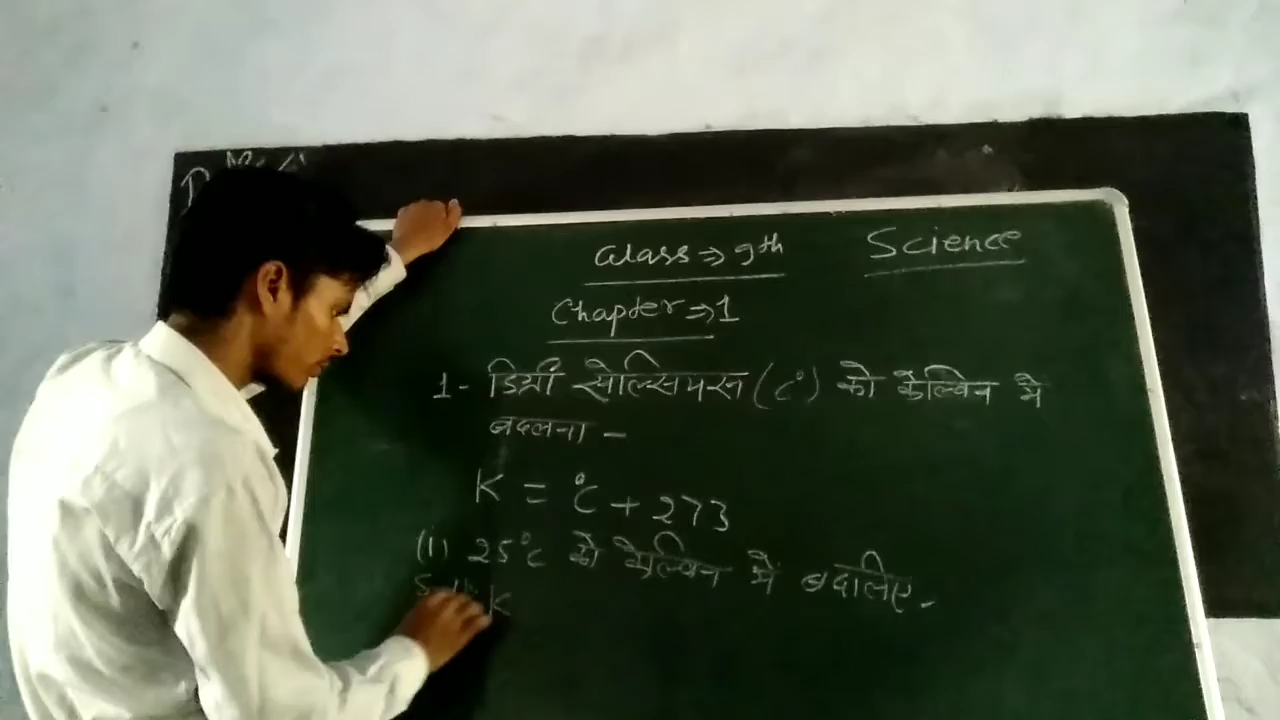 Class ⇒ 9th Science
Chapter ⇒ 1
1- डिग्री सेल्सियस (C°) को केल्विन मे
बदलना -
K = °C + 273
(i) 25°C को केल्विन में बदलिए -
K